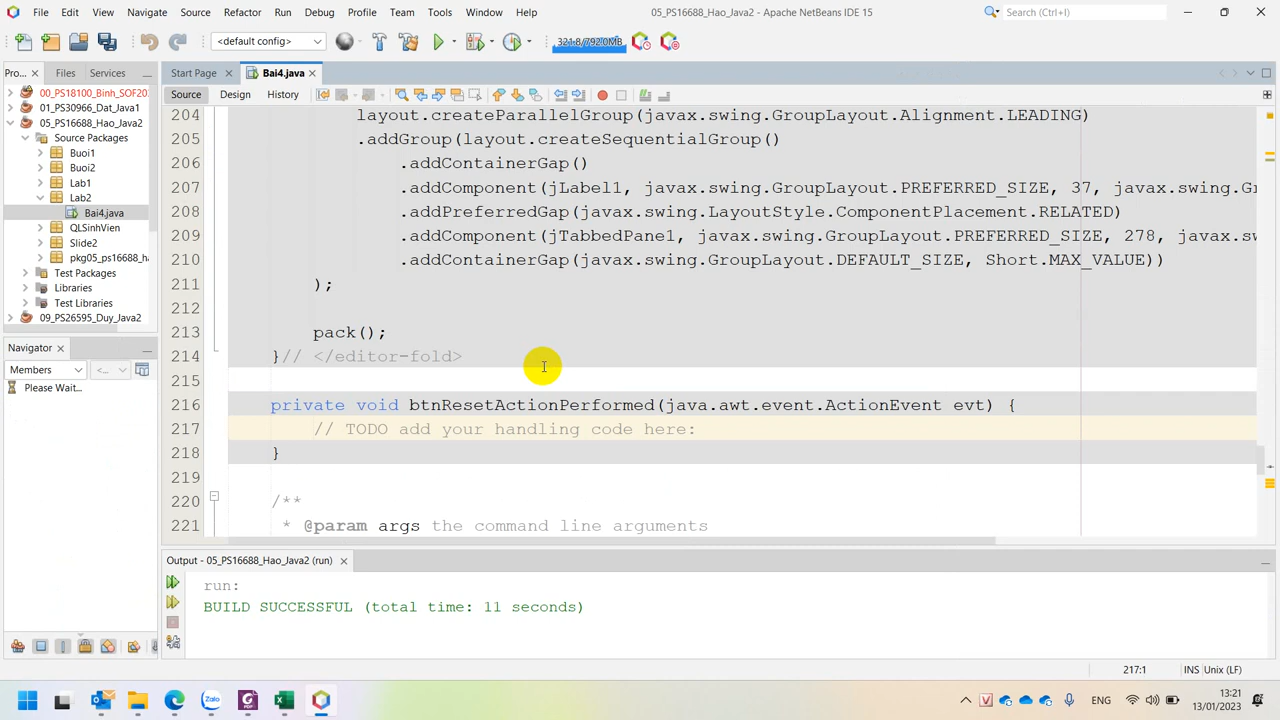 File Edit View Navigate Source Refactor Run Debug Profile Team Tools Window Help
05_PS16688_Hao_Java2 - Apache NetBeans IDE 15
Search (Ctrl+I)
<default config>
321.8/792.0MB
Pro...
Files
Services
Start Page
Bai4.java
Source
Design
History
00_PS18100_Binh_SOF20
01_PS30966_Dat_Java1
05_PS16688_Hao_Java2
Source Packages
Buoi1
Buoi2
Lab1
Lab2
Bai4.java
QLSinhVien
Slide2
pkg05_ps16688_ha
Test Packages
Libraries
Test Libraries
09_PS26595_Duy_Java2
Navigator
Members
<...
Please Wait...
204 layout.createParallelGroup(javax.swing.GroupLayout.Alignment.LEADING)
205 .addGroup(layout.createSequentialGroup()
206 .addContainerGap()
207 .addComponent(jLabel1, javax.swing.GroupLayout.PREFERRED_SIZE, 37, javax.swing.G
208 .addPreferredGap(javax.swing.LayoutStyle.ComponentPlacement.RELATED)
209 .addComponent(jTabbedPane1, javax.swing.GroupLayout.PREFERRED_SIZE, 278, javax.s
210 .addContainerGap(javax.swing.GroupLayout.DEFAULT_SIZE, Short.MAX_VALUE))
211 );
212
213 pack();
214 }// </editor-fold>
215
216 private void btnResetActionPerformed(java.awt.event.ActionEvent evt) {
217 // TODO add your handling code here:
218 }
219
220 /**
221 * @param args the command line arguments
Output - 05_PS16688_Hao_Java2 (run)
run:
BUILD SUCCESSFUL (total time: 11 seconds)
217:1
INS Unix (LF)
Zalo
ENG
13:21
13/01/2023